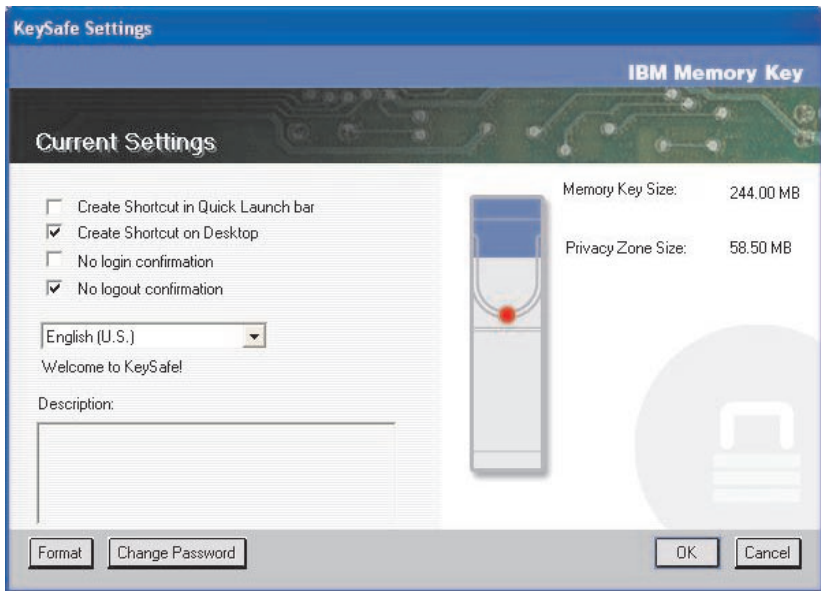 KeySafe Settings
IBM Memory Key
Current Settings
Create Shortcut in Quick Launch bar
Create Shortcut on Desktop
No login confirmation
No logout confirmation
English (U.S.)
Welcome to KeySafe!
Description:
Memory Key Size: 244.00 MB
Privacy Zone Size: 58.50 MB
Format Change Password OK Cancel